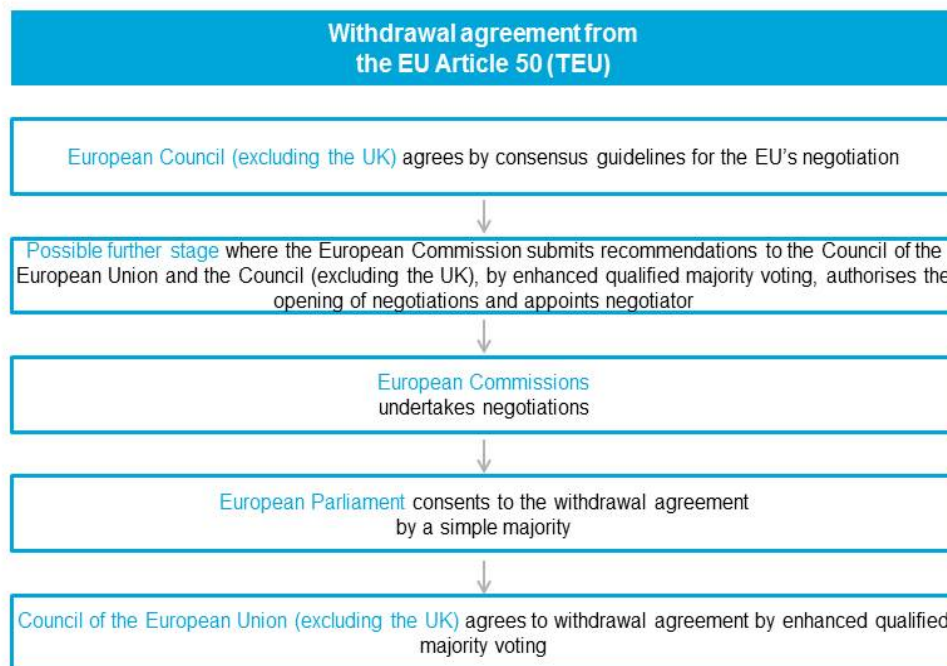 Withdrawal agreement from
the EU Article 50 (TEU)
European Council (excluding the UK) agrees by consensus guidelines for the EU’s negotiation
Possible further stage where the European Commission submits recommendations to the Council of the
European Union and the Council (excluding the UK), by enhanced qualified majority voting, authorises the
opening of negotiations and appoints negotiator
European Commissions
undertakes negotiations
European Parliament consents to the withdrawal agreement
by a simple majority
Council of the European Union (excluding the UK) agrees to withdrawal agreement by enhanced qualified
majority voting